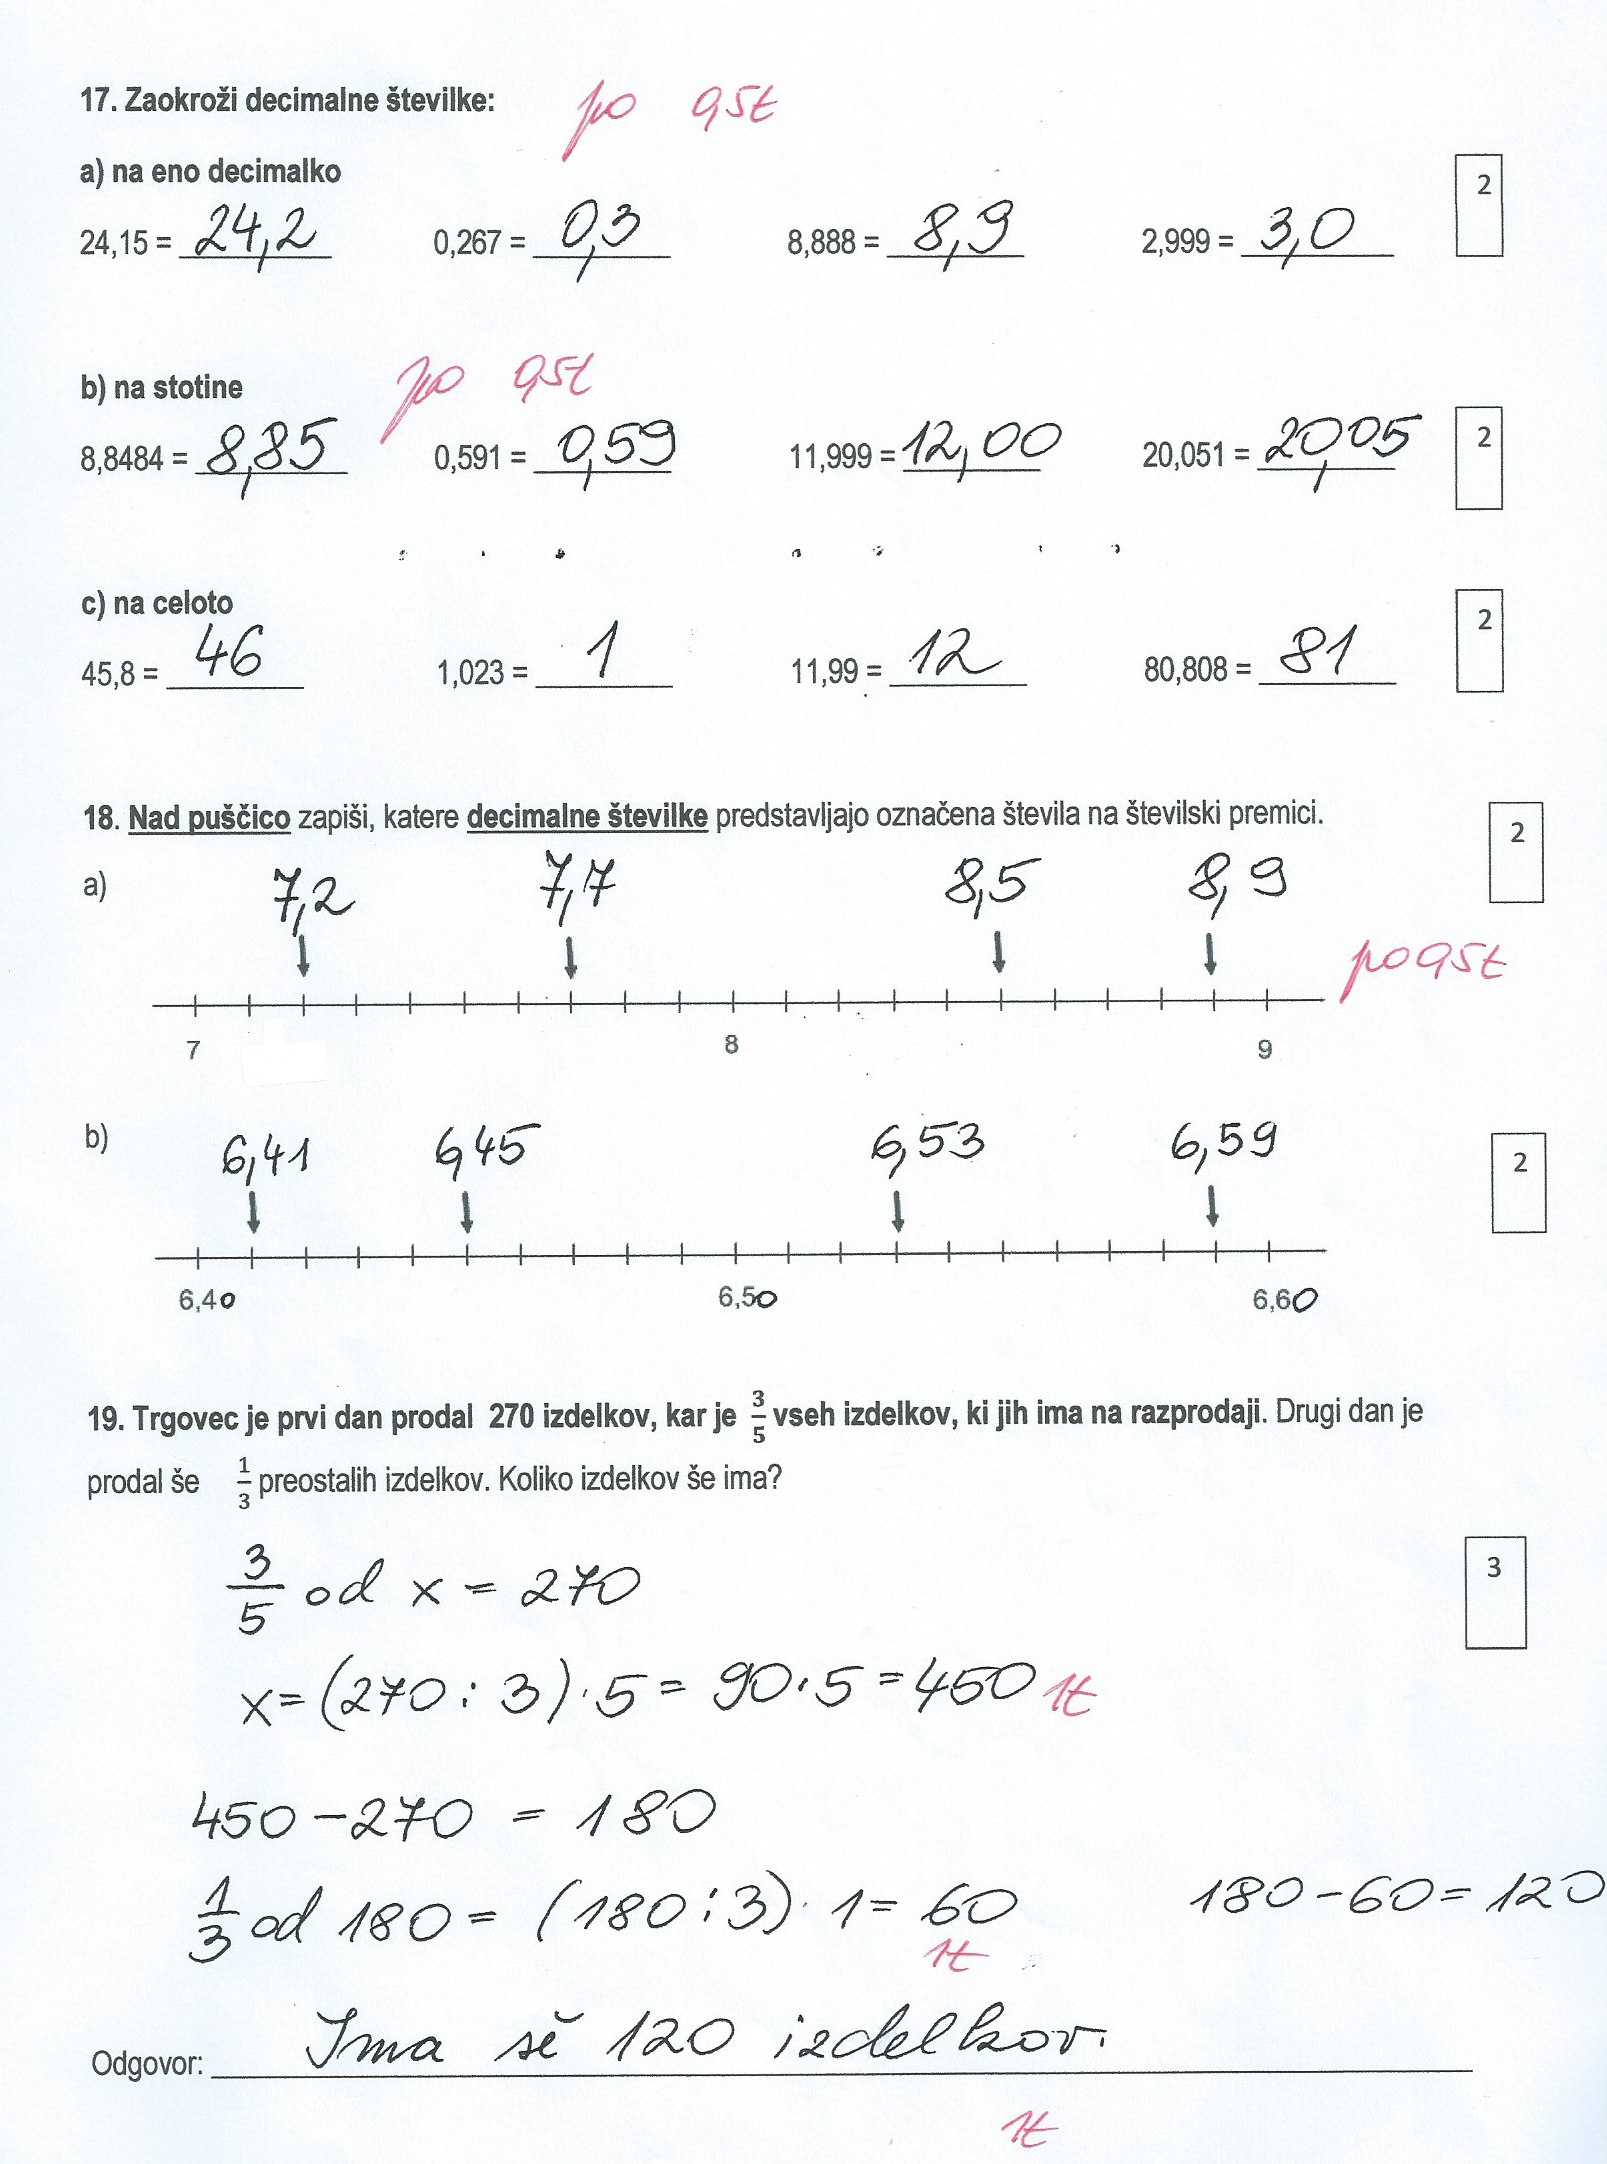 17. Zaokroži decimalne številke: po 0,5t
a) na eno decimalko
2
24,15 = 24,2 0,267 = 0,3 8,888 = 8,9 2,999 = 3,0
b) na stotine po 0,5t
2
8,8484 = 8,85 0,591 = 0,59 11,999 = 12,00 20,051 = 20,05
c) na celoto
2
45,8 = 46 1,023 = 1 11,99 = 12 80,808 = 81
18. Nad puščico zapiši, katere decimalne številke predstavljajo označena števila na številski premici.
2
a) 7,2 7,7 8,5 8,9
po 0,5t
7 8 9
b) 6,41 6,45 6,53 6,59
2
6,40 6,50 6,60
19. Trgovec je prvi dan prodal 270 izdelkov, kar je 3/5 vseh izdelkov, ki jih ima na razprodaji. Drugi dan je
prodal še 1/3 preostalih izdelkov. Koliko izdelkov še ima?
3
3/5 od x = 270
x = (270 : 3) · 5 = 90 · 5 = 450 1t
450 - 270 = 180
1/3 od 180 = (180 : 3) · 1 = 60 180 - 60 = 120
1t
Odgovor: Ima še 120 izdelkov.
1t